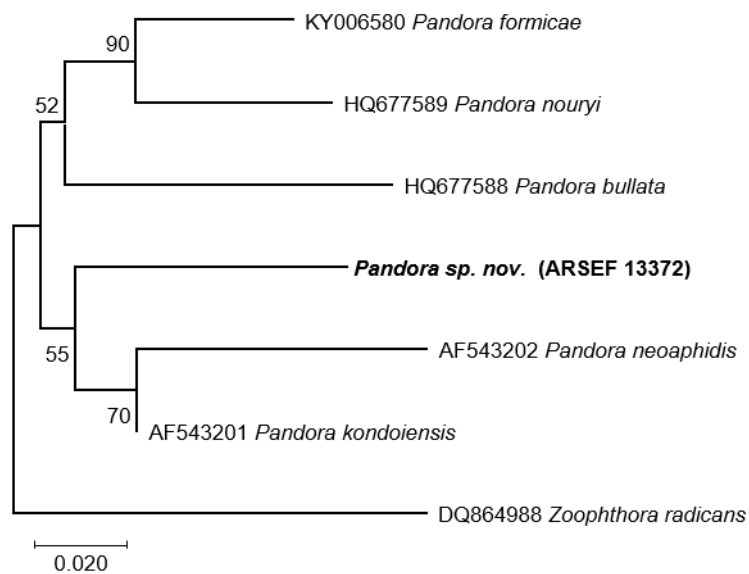 KY006580 Pandora formicae
90
HQ677589 Pandora nouryi
52
HQ677588 Pandora bullata
Pandora sp. nov. (ARSEF 13372)
AF543202 Pandora neoaphidis
55
70
AF543201 Pandora kondoiensis
DQ864988 Zoophthora radicans
0.020